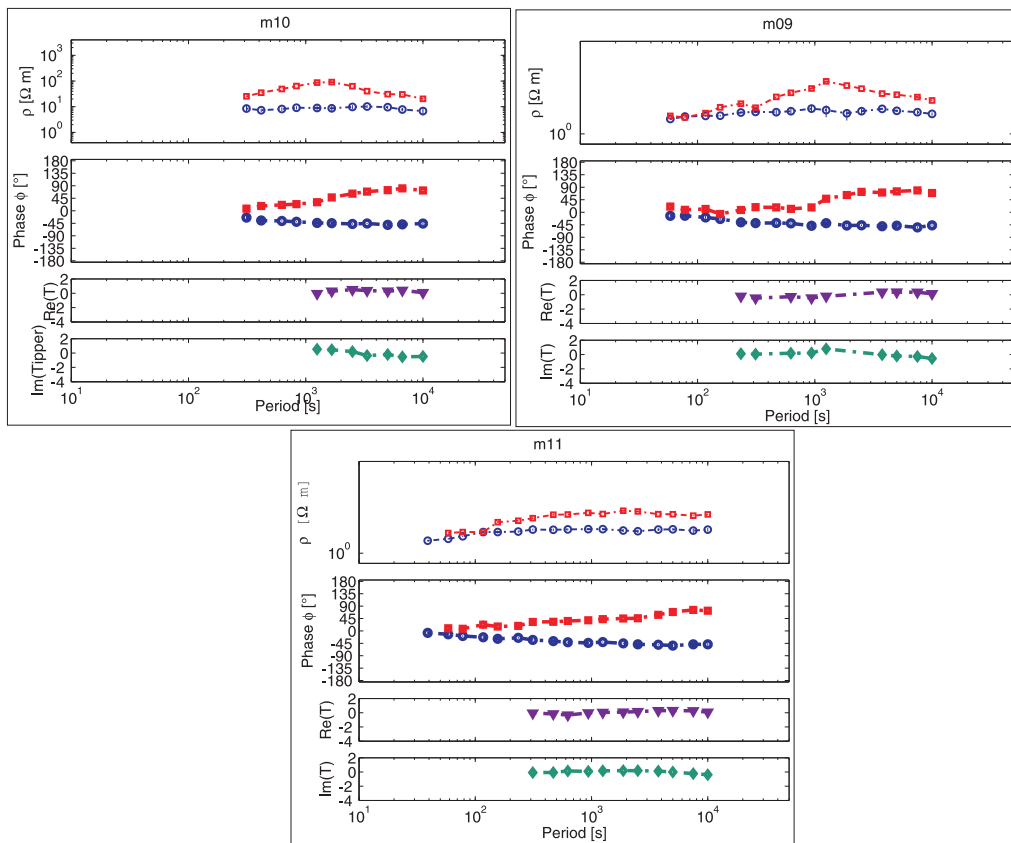 m10
10³
10²
10¹
10⁰
ρ [Ω m]
180
135
90
45
0
-45
-90
-135
-180
Phase ϕ [°]
2
0
-2
-4
Re(T)
2
0
-2
-4
Im(Tipper)
10¹ 10² 10³ 10⁴
Period [s]
m09
10⁰
ρ [Ω m]
180
135
90
45
0
-45
-90
-135
-180
Phase ϕ [°]
2
0
-2
-4
Re(T)
2
0
-2
-4
Im(T)
10¹ 10² 10³ 10⁴
Period [s]
m11
10⁰
ρ [Ω m]
180
135
90
45
0
-45
-90
-135
-180
Phase ϕ [°]
2
0
-2
-4
Re(T)
2
0
-2
-4
Im(T)
10¹ 10² 10³ 10⁴
Period [s]